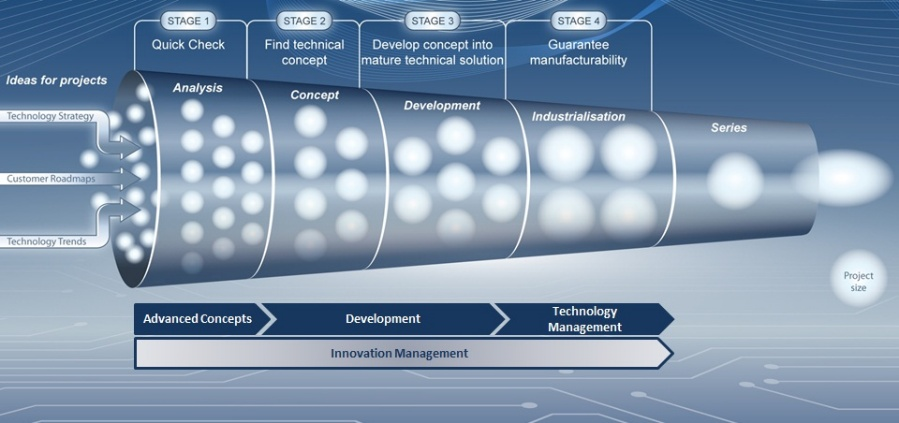 STAGE 1
Quick Check
STAGE 2
Find technical
concept
STAGE 3
Develop concept into
mature technical solution
STAGE 4
Guarantee
manufacturability
Ideas for projects
Technology Strategy
Customer Roadmaps
Technology Trends
Analysis
Concept
Development
Industrialisation
Series
Project
size
Advanced Concepts
Development
Technology
Management
Innovation Management